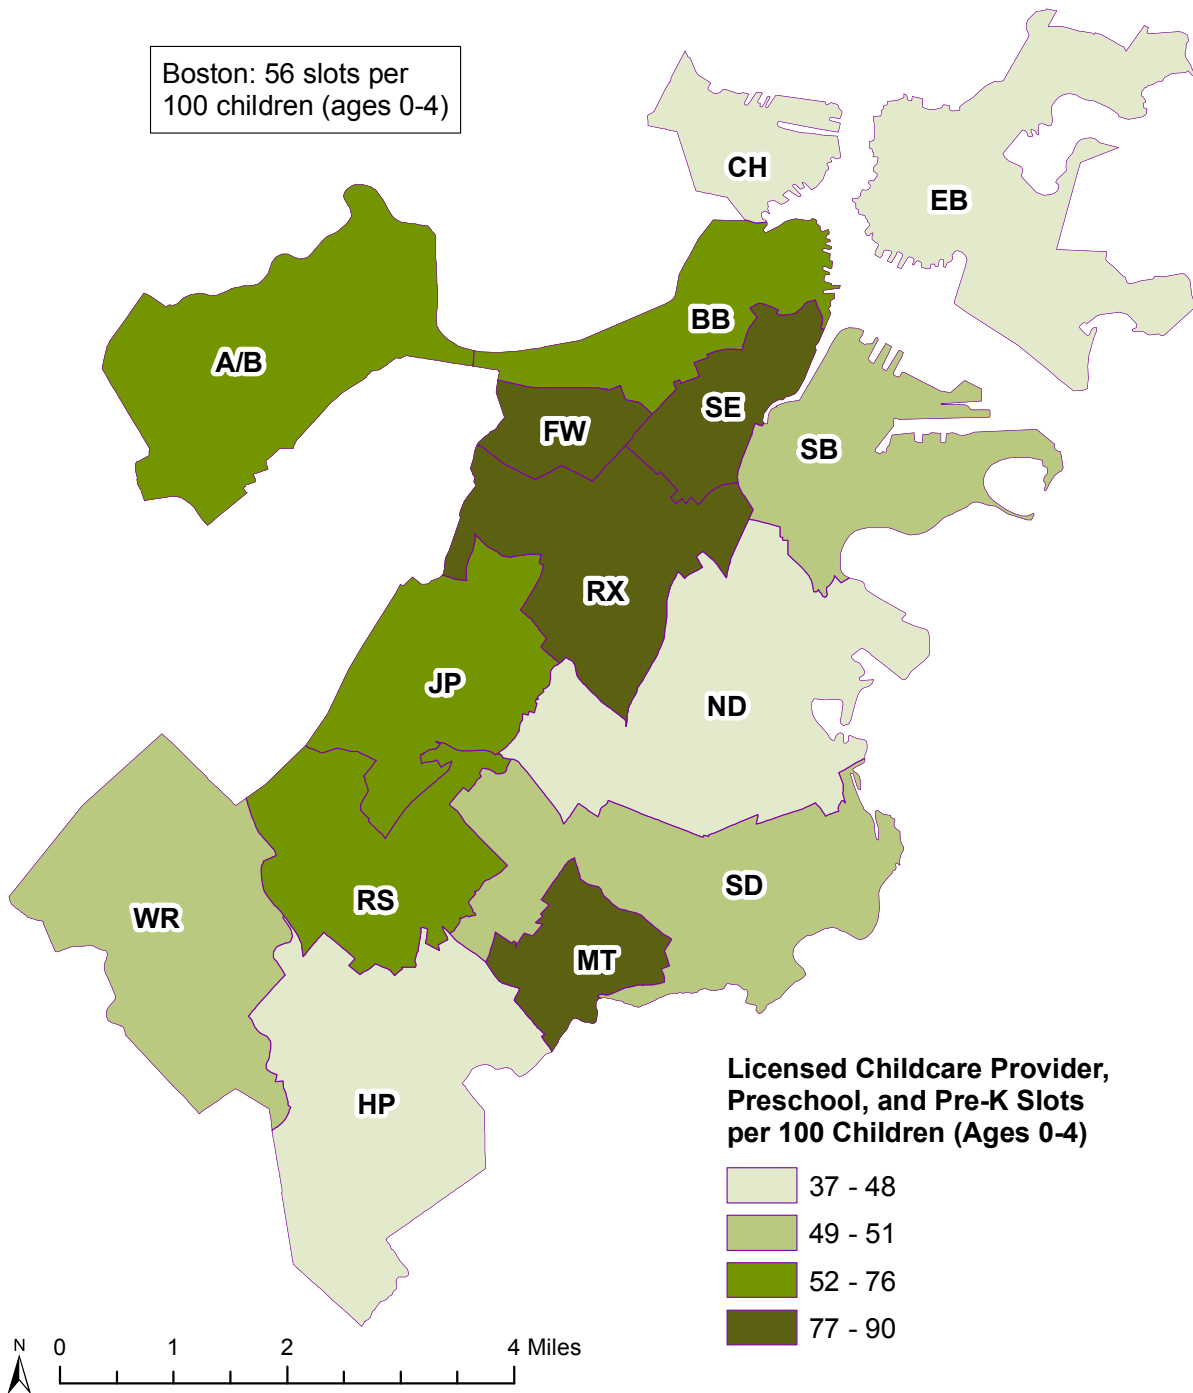 Boston: 56 slots per
100 children (ages 0-4)
CH
EB
BB
A/B
SE
FW
SB
RX
JP
ND
SD
RS
WR
MT
HP
Licensed Childcare Provider,
Preschool, and Pre-K Slots
per 100 Children (Ages 0-4)
37 - 48
49 - 51
52 - 76
77 - 90
N
0 1 2 4 Miles